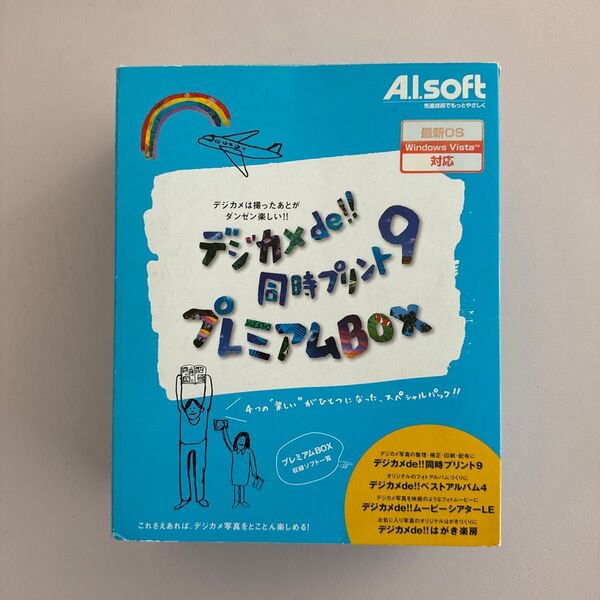 A.I.soft
先進技術でもっとやさしく
最新OS
Windows Vista™
対応
デジカメは撮ったあとが
ダンゼン楽しい!!
デジカメde!!
同時プリント9
プレミアムBOX
4つの"楽しい"がひとつになった、スペシャルパック!!
プレミアムBOX
収録ソフト一覧
デジカメ写真の整理・補正・印刷・配布に
デジカメde!!同時プリント9
オリジナルのフォトアルバムづくりに
デジカメde!!ベストアルバム4
デジカメ写真を映画のようなフォトムービーに
デジカメde!!ムービーシアターLE
お気に入り写真のオリジナルはがきづくりに
デジカメde!!はがき楽房
これさえあれば、デジカメ写真をとことん楽しめる!